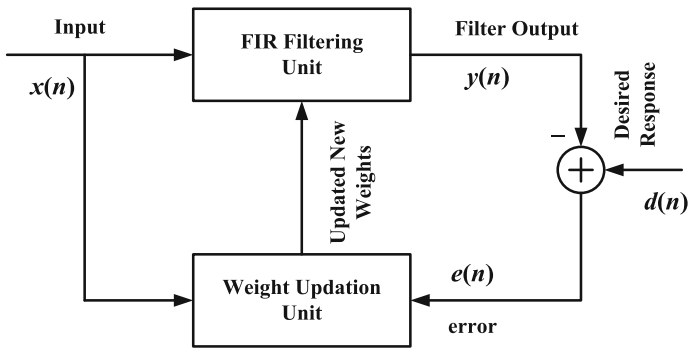 Input
FIR Filtering
Unit
Filter Output
x(n)
y(n)
Desired
Response
−
+
d(n)
Updated New
Weights
Weight Updation
Unit
e(n)
error